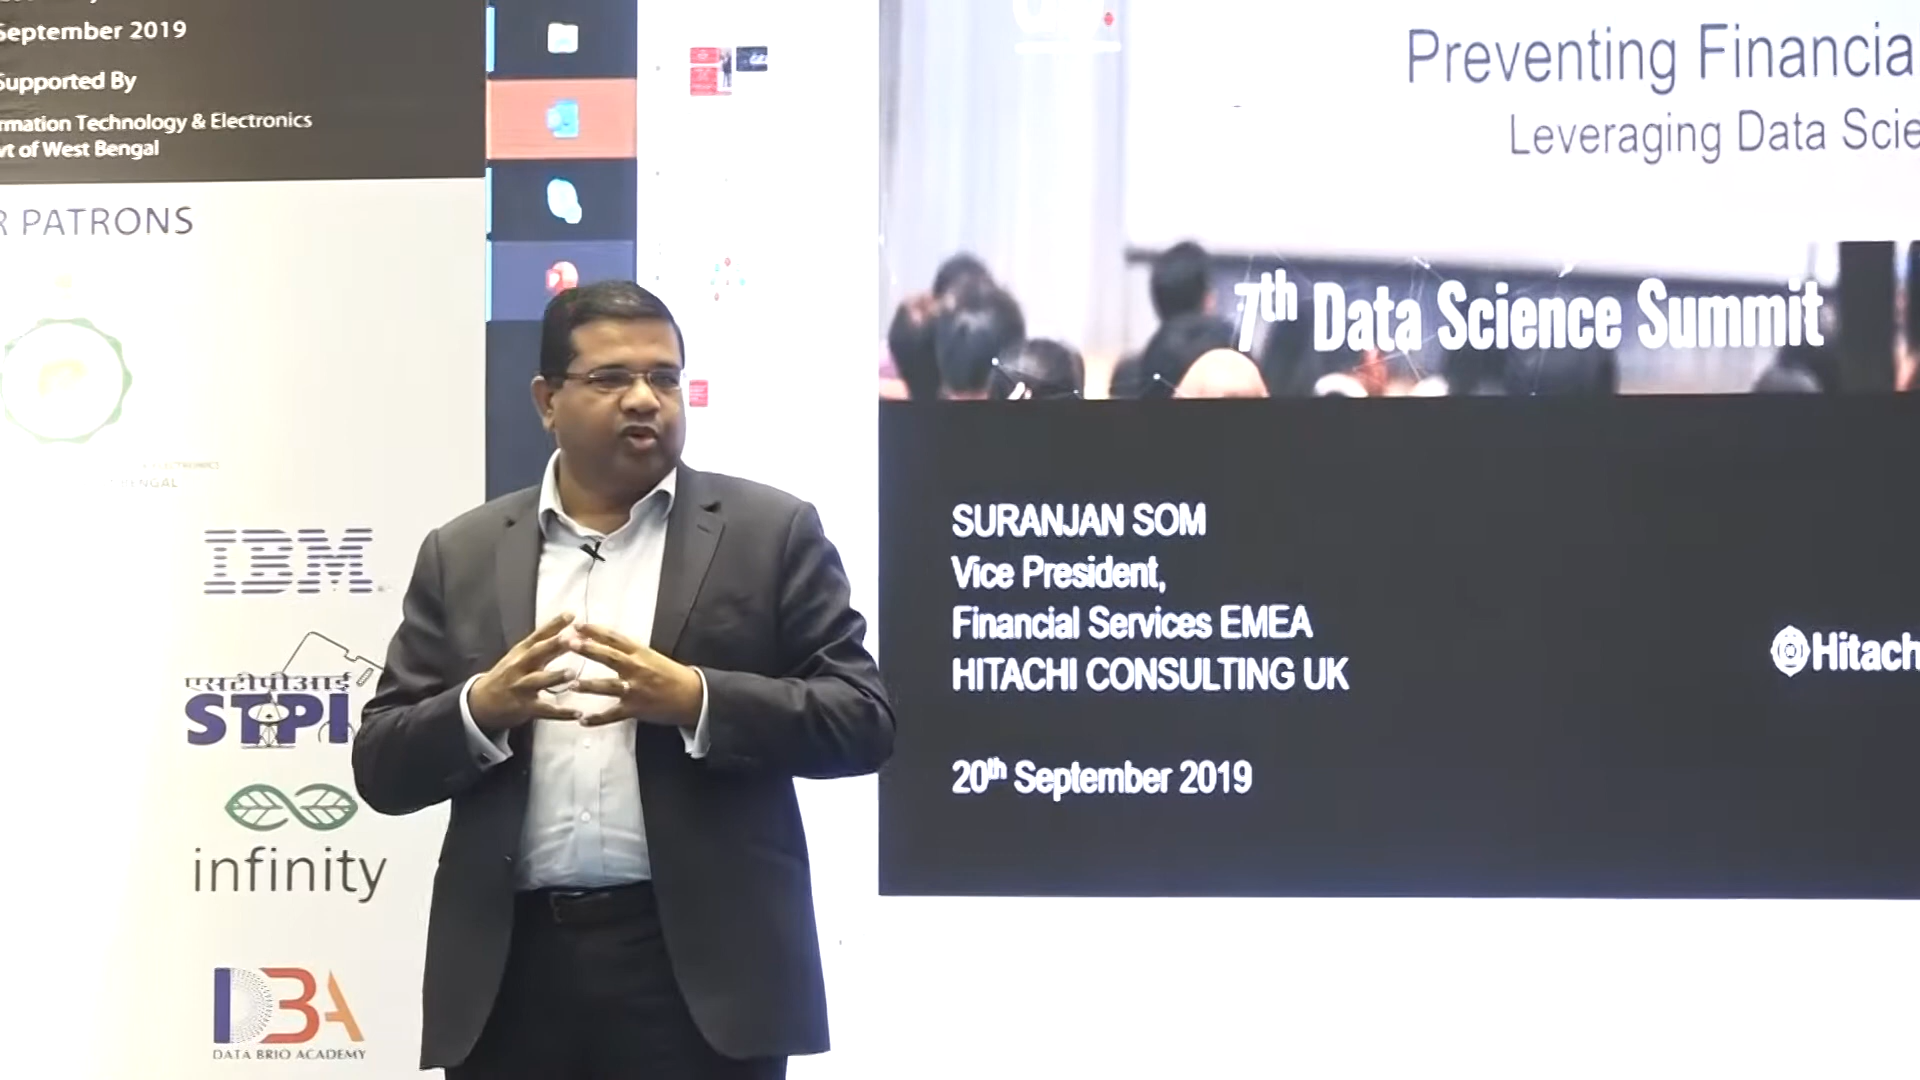 September 2019
Supported By
rmation Technology & Electronics
vt of West Bengal
R PATRONS
IBM
एसटीपीआई
STPI
infinity
DBA
DATA BRIO ACADEMY
Preventing Financia
Leveraging Data Scie
7th Data Science Summit
SURANJAN SOM
Vice President,
Financial Services EMEA
HITACHI CONSULTING UK
20th September 2019
Hitach